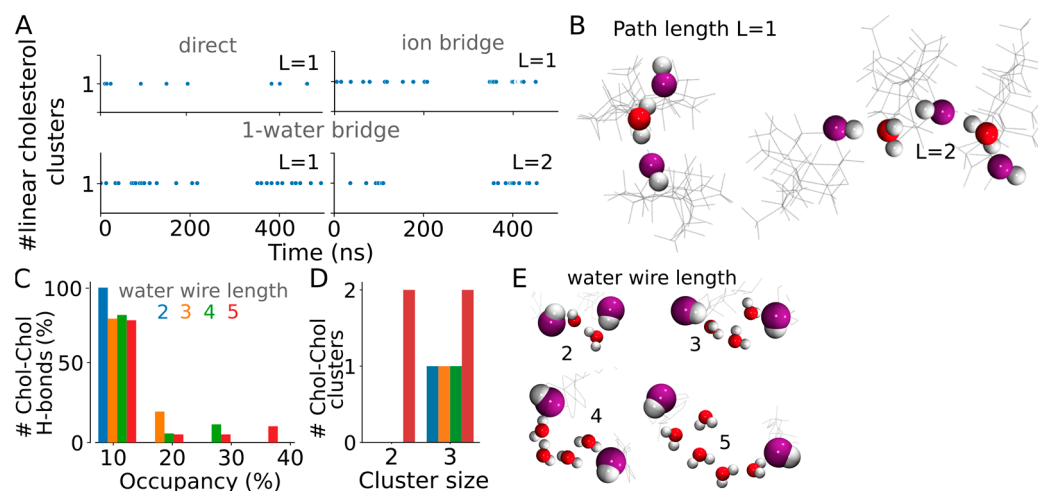 A
direct
L=1
ion bridge
L=1
1-water bridge
L=1
L=2
1
1
# linear cholesterol
clusters
0
200
400
0
200
400
Time (ns)
B
Path length L=1
L=2
C
water wire length
2 3 4 5
100
50
0
# Chol-Chol
H-bonds (%)
10 20 30 40
Occupancy (%)
D
2
1
0
# Chol-Chol
clusters
2 3
Cluster size
E
water wire length
2
3
4
5